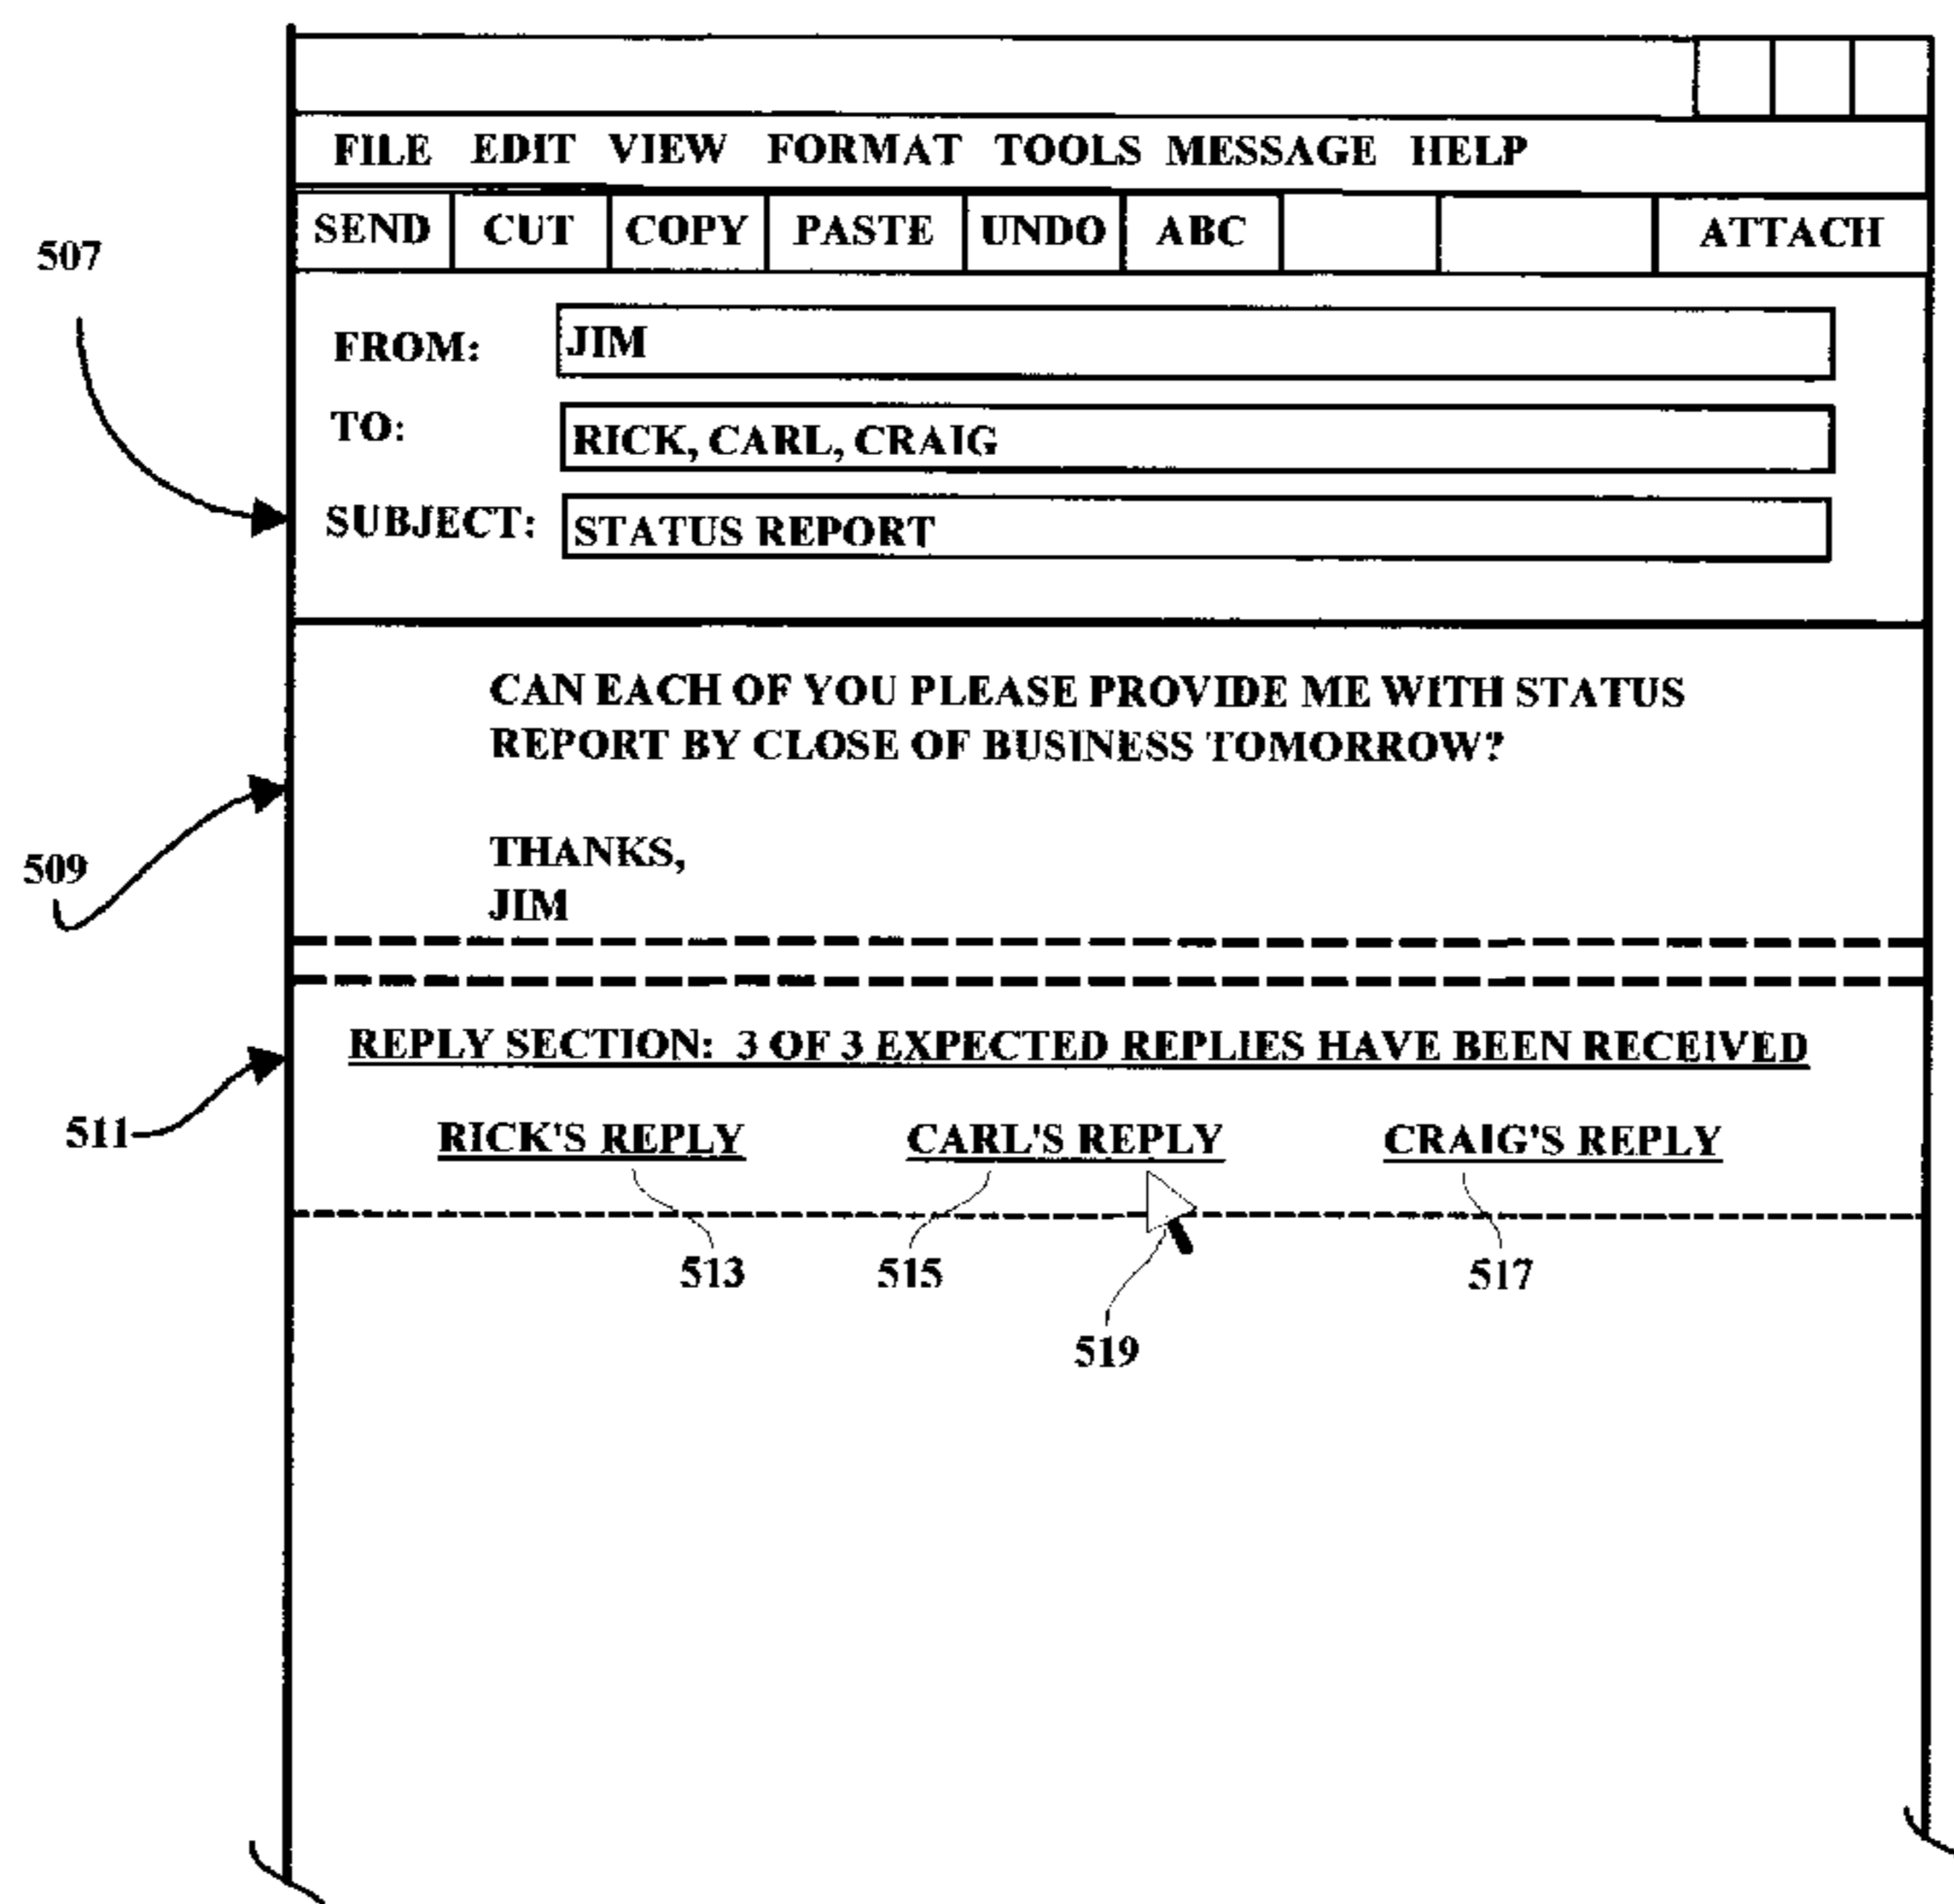 FILE EDIT VIEW FORMAT TOOLS MESSAGE HELP
SEND CUT COPY PASTE UNDO ABC ATTACH
507
FROM: JIM
TO: RICK, CARL, CRAIG
SUBJECT: STATUS REPORT
CAN EACH OF YOU PLEASE PROVIDE ME WITH STATUS
REPORT BY CLOSE OF BUSINESS TOMORROW?
509
THANKS,
JIM
REPLY SECTION: 3 OF 3 EXPECTED REPLIES HAVE BEEN RECEIVED
511
RICK'S REPLY CARL'S REPLY CRAIG'S REPLY
513 515 517
519